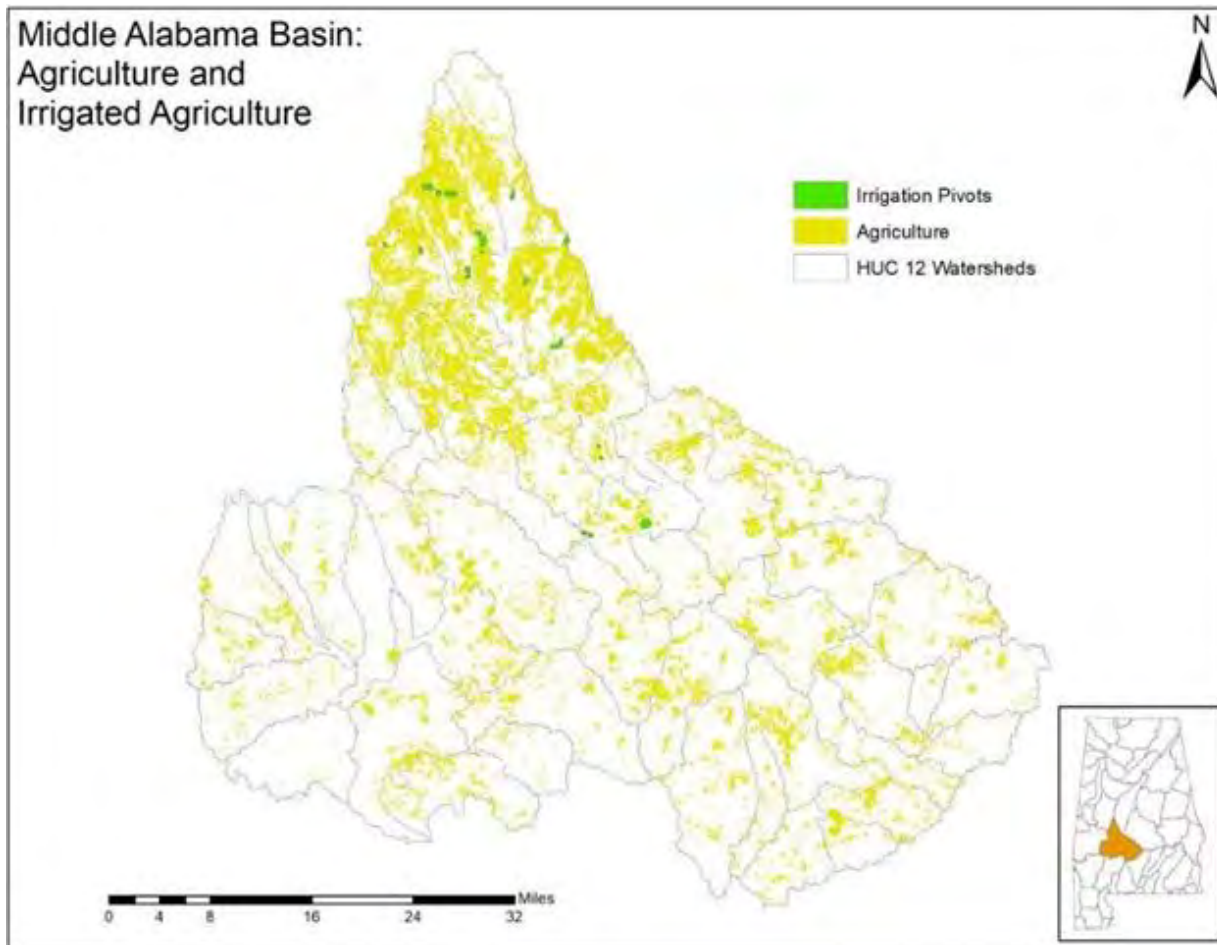 Middle Alabama Basin:
Agriculture and
Irrigated Agriculture
N
Irrigation Pivots
Agriculture
HUC 12 Watersheds
Miles
0 4 8 16 24 32